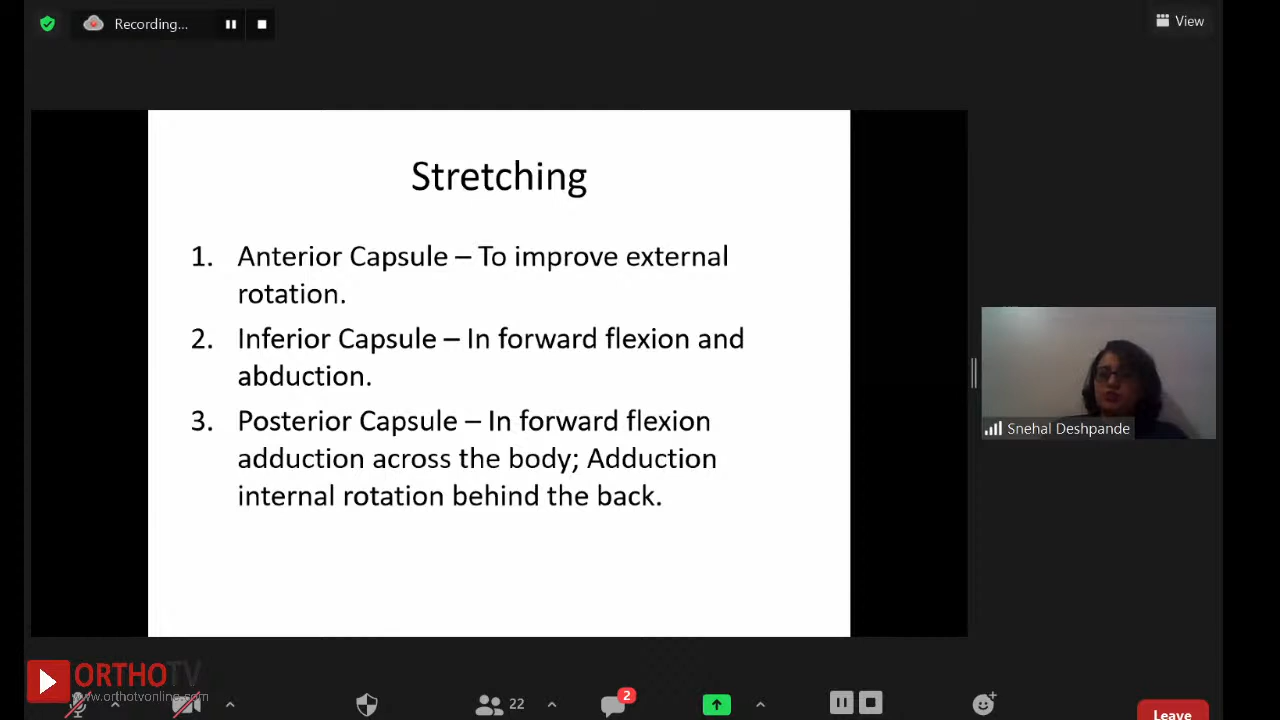 Recording...
View
Stretching
1. Anterior Capsule – To improve external
rotation.
2. Inferior Capsule – In forward flexion and
abduction.
3. Posterior Capsule – In forward flexion
adduction across the body; Adduction
internal rotation behind the back.
Snehal Deshpande
ORTHOTV
www.orthotvonline.com
22
2
Leave